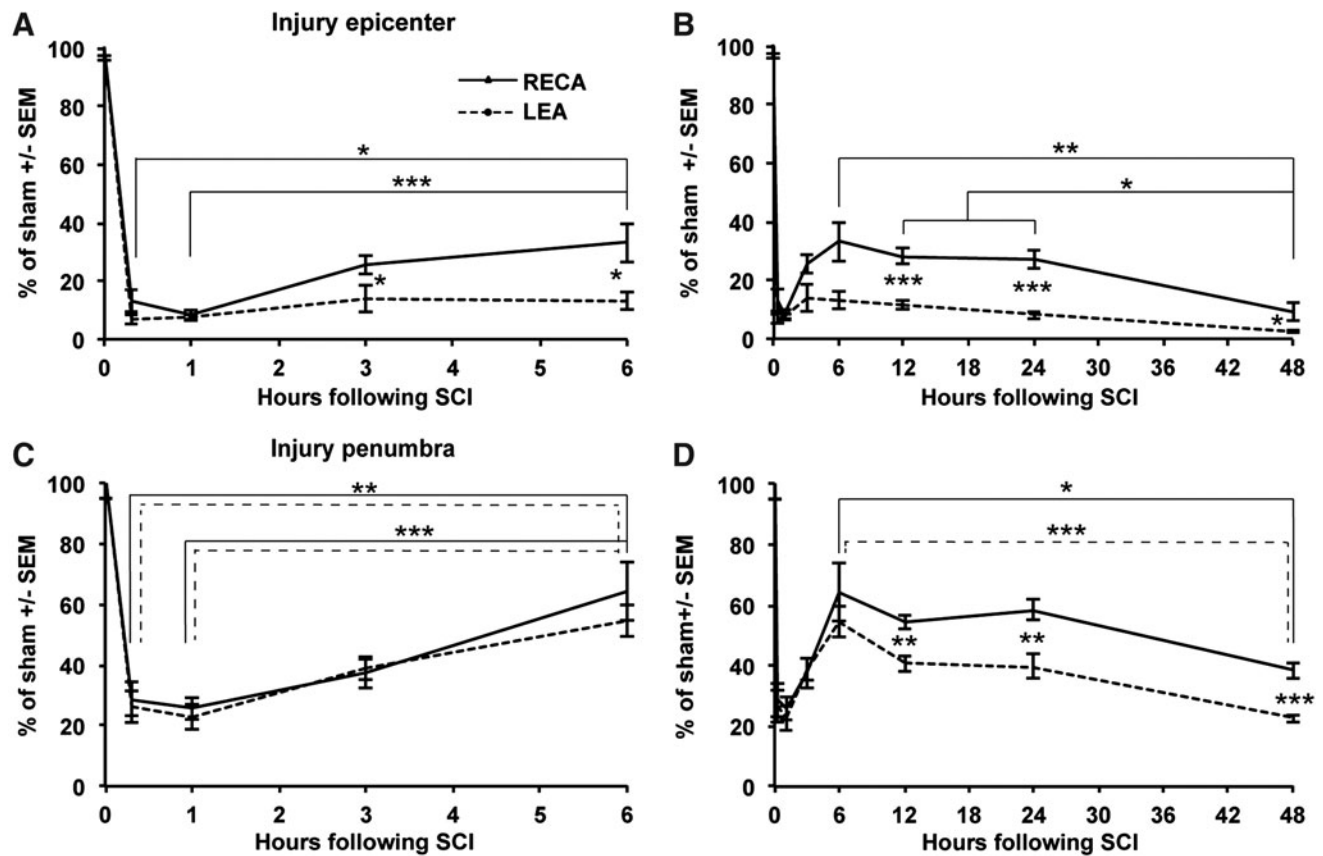 A
Injury epicenter
% of sham +/- SEM
100
80
60
40
20
0
RECA
LEA
*
***
*
*
0 1 2 3 4 5 6
Hours following SCI
B
% of sham +/- SEM
100
80
60
40
20
0
**
*
***
***
*
0 6 12 18 24 30 36 42 48
Hours following SCI
C
Injury penumbra
% of sham +/- SEM
100
80
60
40
20
0
**
***
0 1 2 3 4 5 6
Hours following SCI
D
% of sham+/- SEM
100
80
60
40
20
0
*
***
**
**
***
0 6 12 18 24 30 36 42 48
Hours following SCI